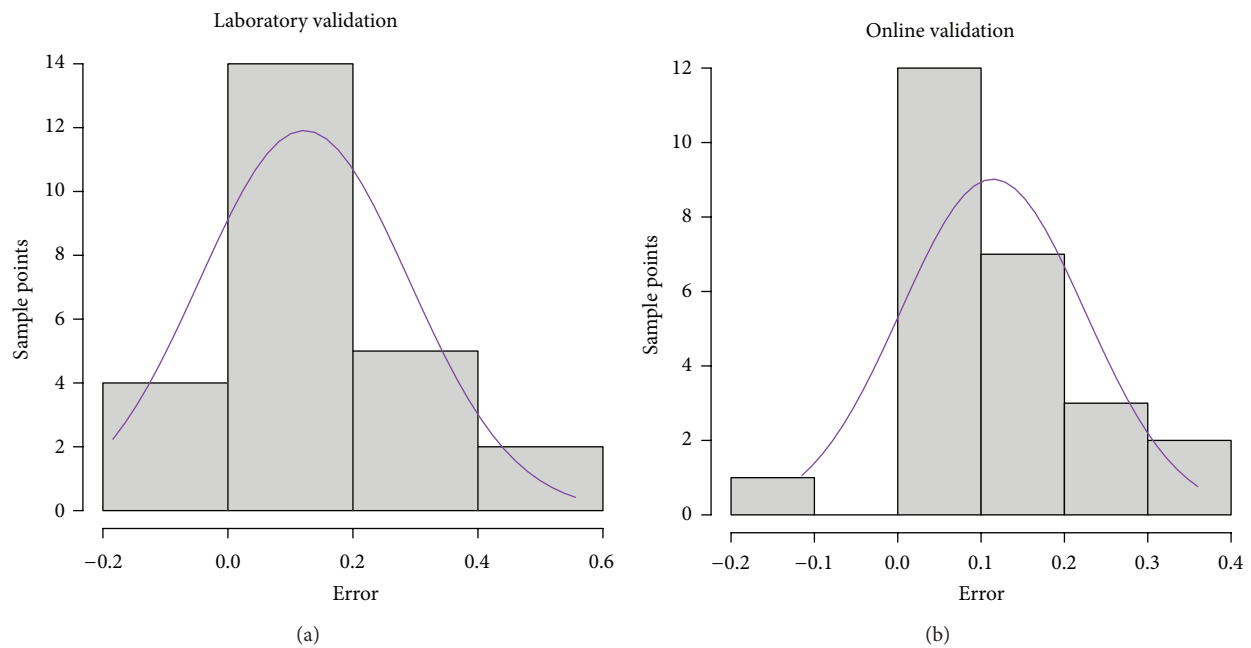 Laboratory validation
14
12
10
8
6
4
2
0
Sample points
−0.2 0.0 0.2 0.4 0.6
Error
(a)
Online validation
12
10
8
6
4
2
0
Sample points
−0.2 −0.1 0.0 0.1 0.2 0.3 0.4
Error
(b)